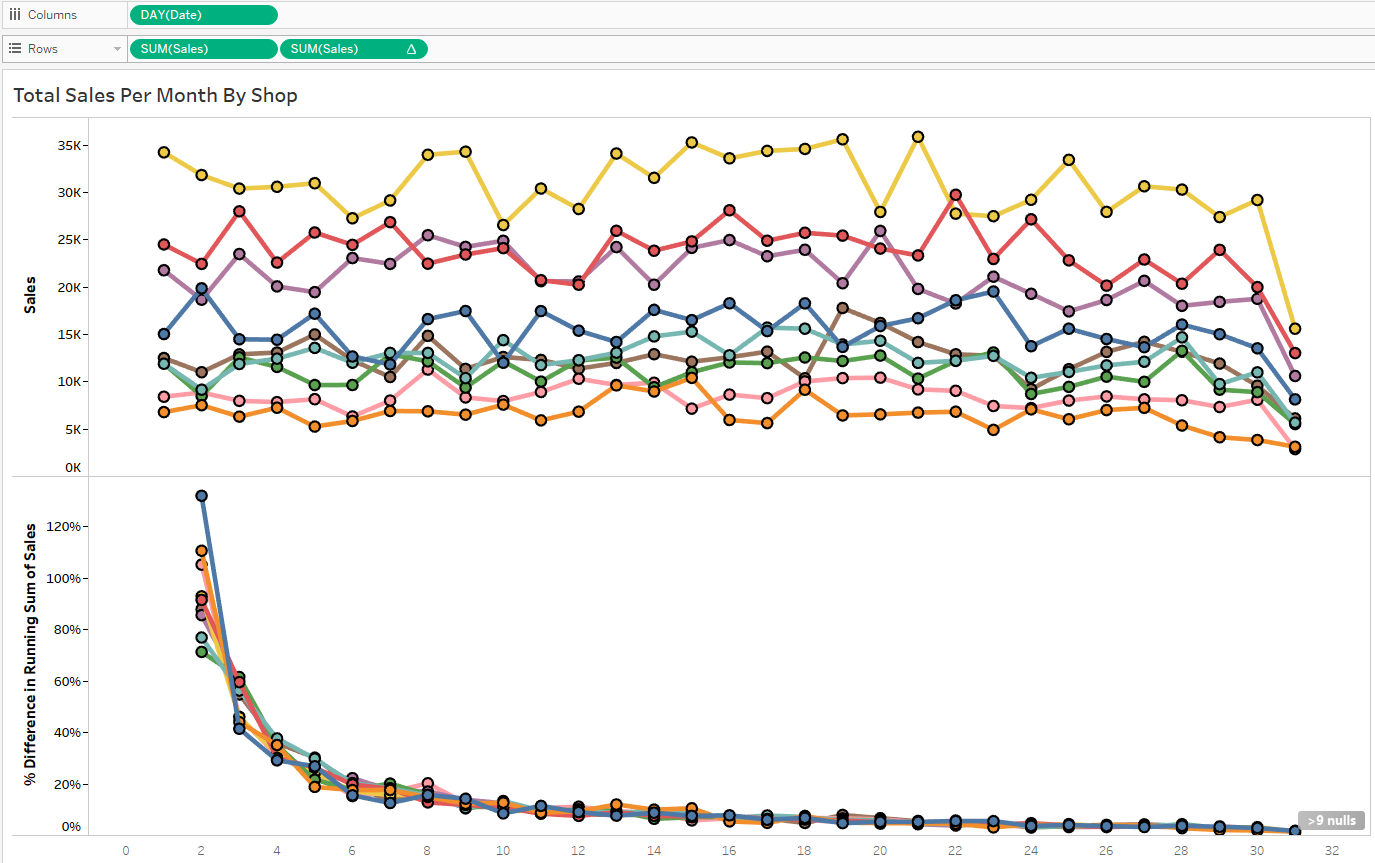 Columns DAY(Date)
Rows SUM(Sales) SUM(Sales) Δ
Total Sales Per Month By Shop
35K
30K
25K
20K
15K
10K
5K
0K
Sales
120%
100%
80%
60%
40%
20%
0%
% Difference in Running Sum of Sales
>9 nulls
0 2 4 6 8 10 12 14 16 18 20 22 24 26 28 30 32